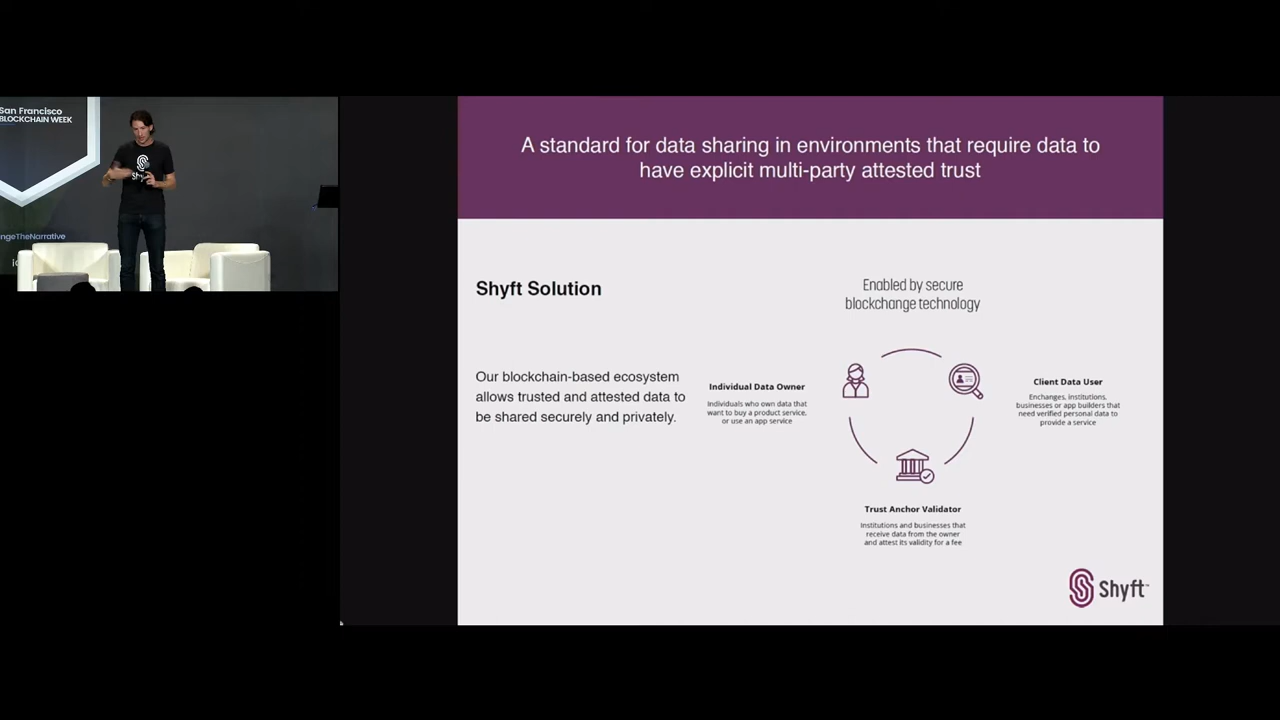 San Francisco
BLOCKCHAIN WEEK
ngeTheNarrative
Shyft
A standard for data sharing in environments that require data to
have explicit multi-party attested trust
Shyft Solution
Our blockchain-based ecosystem
allows trusted and attested data to
be shared securely and privately.
Enabled by secure
blockchange technology
Individual Data Owner
Individuals who own data that
want to buy a product service,
or use an app service
Client Data User
Enchanges, institutions,
businesses or app builders that
need verified personal data to
provide a service
Trust Anchor Validator
Institutions and businesses that
receive data from the owner
and attest its validity for a fee
Shyft™